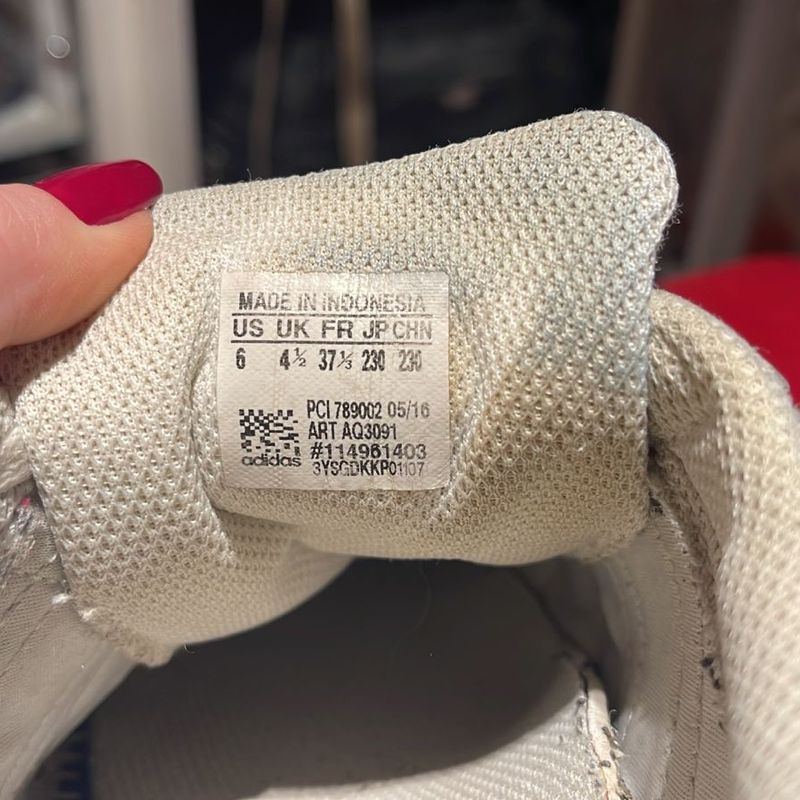 MADE IN INDONESIA
US UK FR JP CHN
6 4½ 37⅓ 230 230
PCI 789002 05/16
ART AQ3091
#114961403
adidas 3YSGDKKP01107